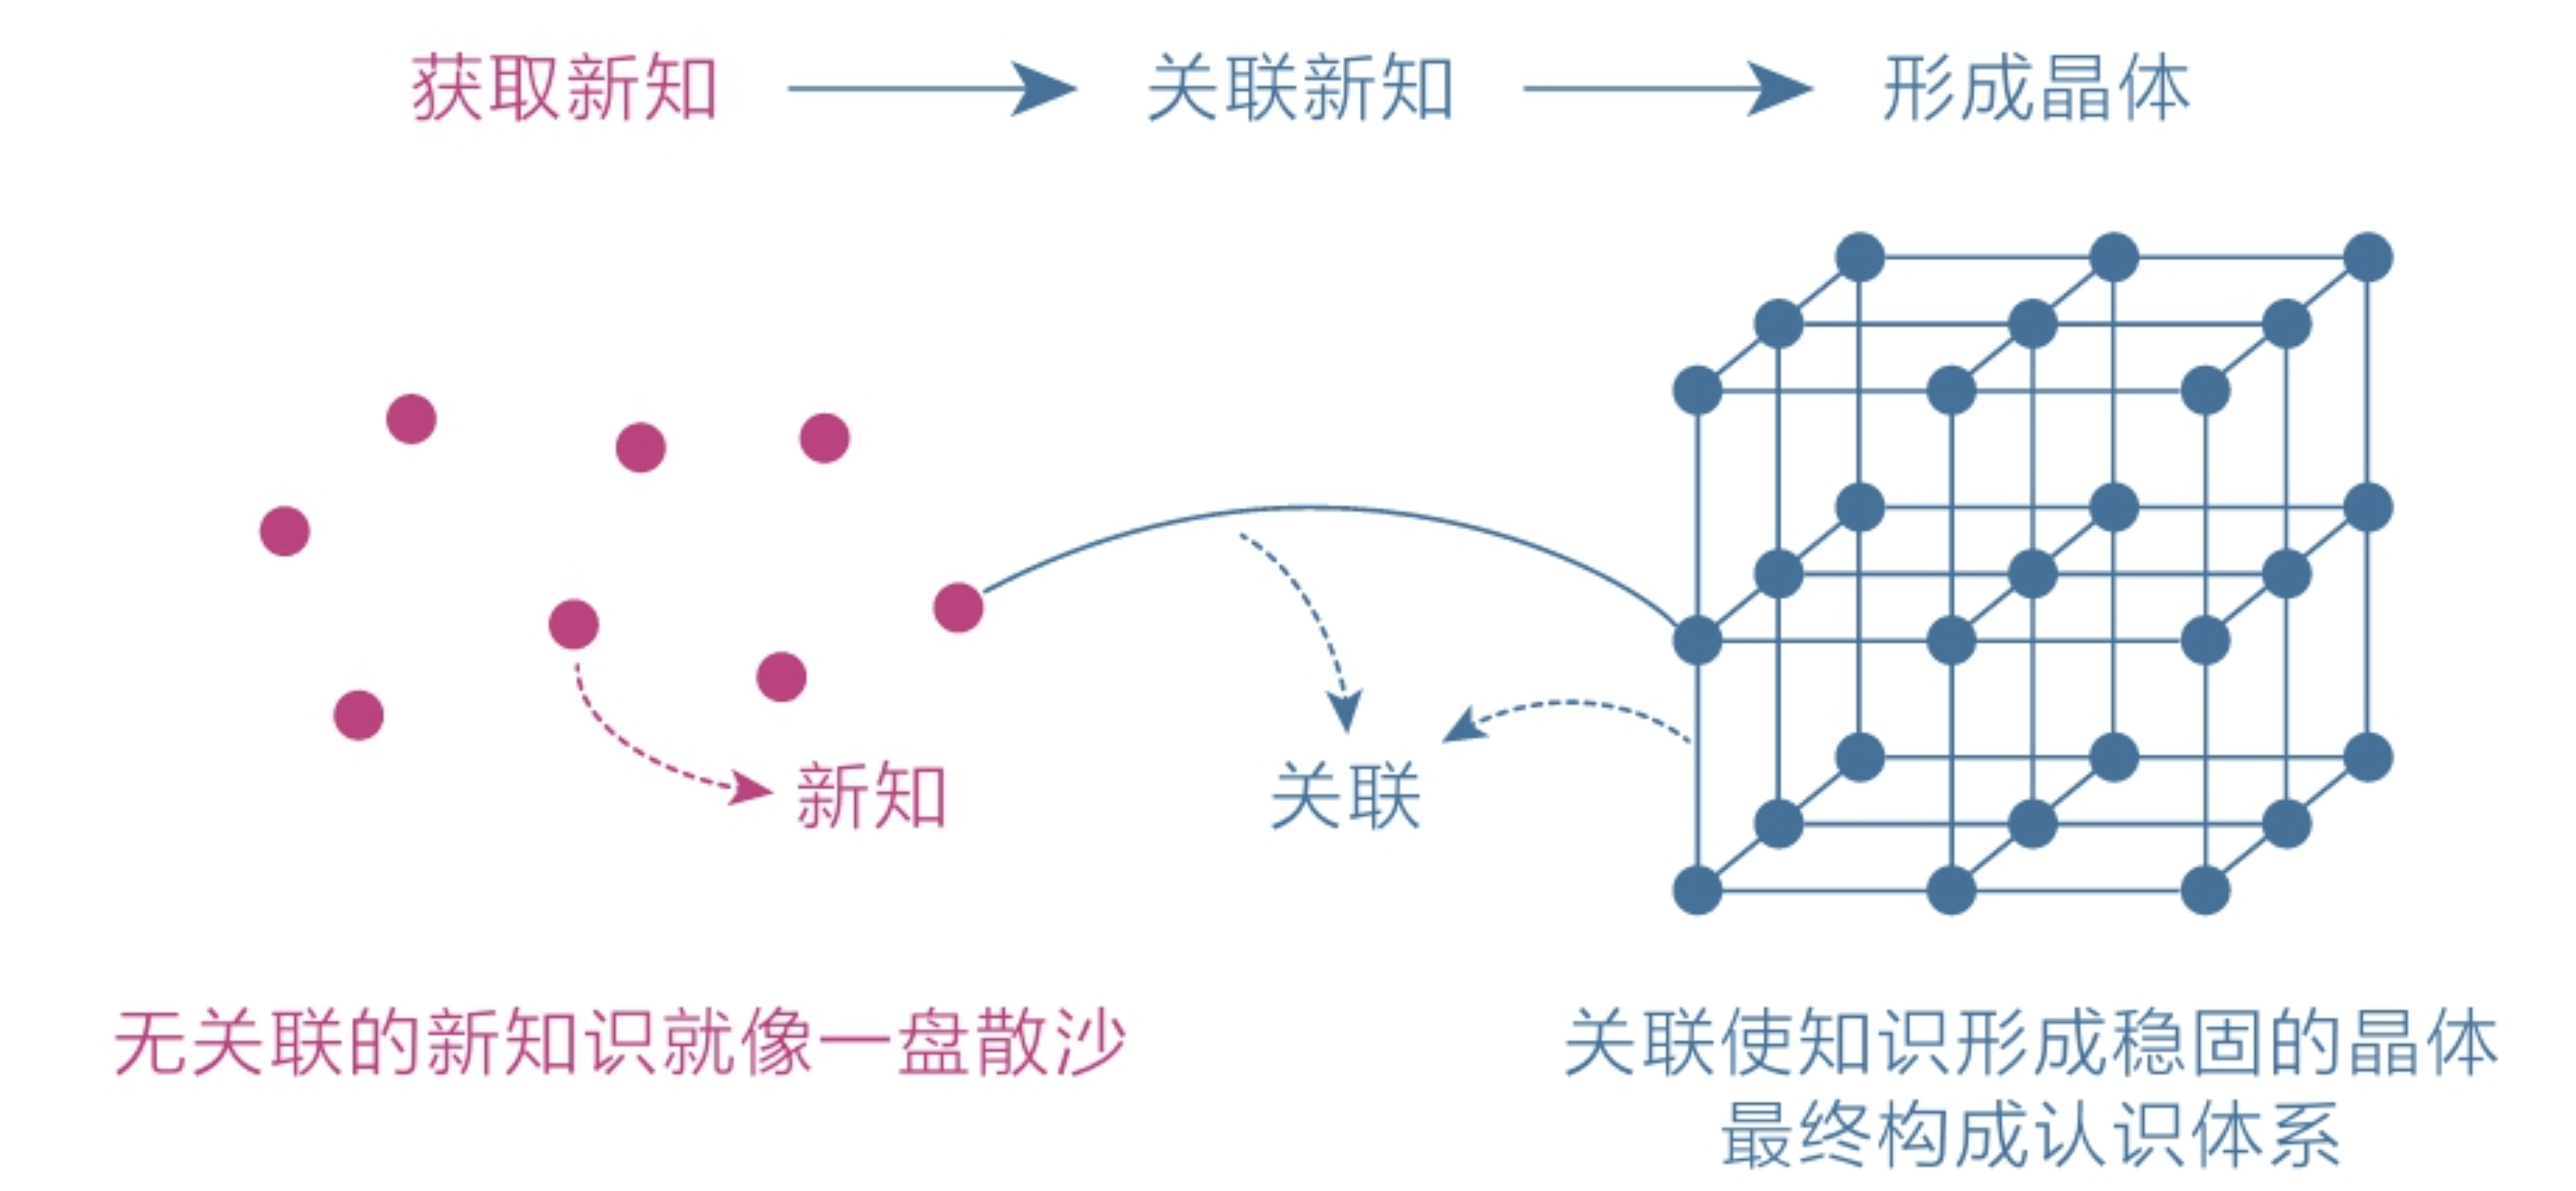 获取新知 关联新知 形成晶体
新知 关联
无关联的新知识就像一盘散沙
关联使知识形成稳固的晶体
最终构成认识体系